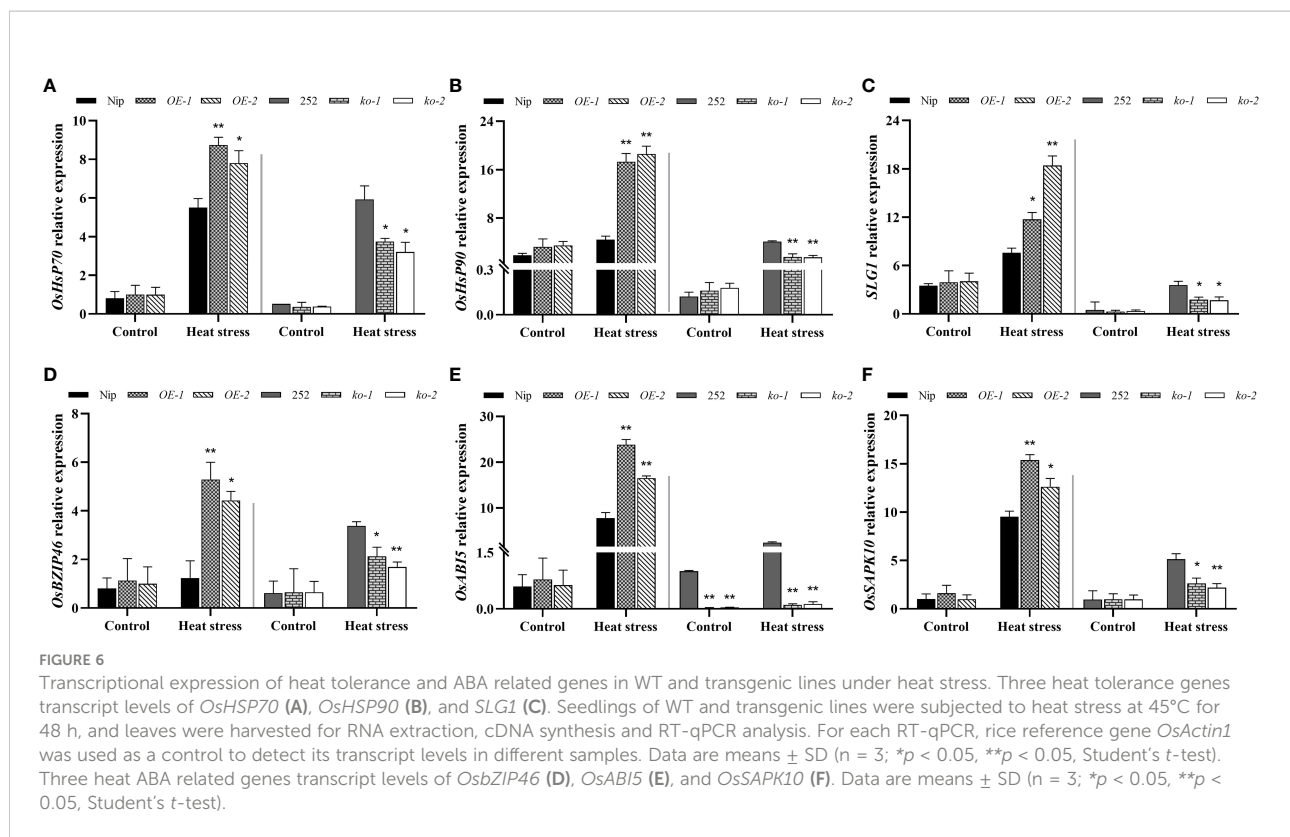 A
Nip OE-1 OE-2 252 ko-1 ko-2
OsHsP70 relative expression
10
8
6
4
2
0
** * * *
Control Heat stress Control Heat stress
B
Nip OE-1 OE-2 252 ko-1 ko-2
OsHsP90 relative expression
24
16
8
0.3
0.0
** ** ** **
Control Heat stress Control Heat stress
C
Nip OE-1 OE-2 252 ko-1 ko-2
SLG1 relative expression
24
18
12
6
0
* ** * *
Control Heat stress Control Heat stress
D
Nip OE-1 OE-2 252 ko-1 ko-2
OsBZIP46 relative expression
8
6
4
2
0
** * * **
Control Heat stress Control Heat stress
E
Nip OE-1 OE-2 252 ko-1 ko-2
OsABI5 relative expression
30
20
10
1.5
0.0
** ** ** ** ** **
Control Heat stress Control Heat stress
F
Nip OE-1 OE-2 252 ko-1 ko-2
OsSAPK10 relative expression
20
15
10
5
0
** * * **
Control Heat stress Control Heat stress
FIGURE 6
Transcriptional expression of heat tolerance and ABA related genes in WT and transgenic lines under heat stress. Three heat tolerance genes
transcript levels of OsHSP70 (A), OsHSP90 (B), and SLG1 (C). Seedlings of WT and transgenic lines were subjected to heat stress at 45°C for
48 h, and leaves were harvested for RNA extraction, cDNA synthesis and RT-qPCR analysis. For each RT-qPCR, rice reference gene OsActin1
was used as a control to detect its transcript levels in different samples. Data are means ± SD (n = 3; *p < 0.05, **p < 0.05, Student's t-test).
Three heat ABA related genes transcript levels of OsbZIP46 (D), OsABI5 (E), and OsSAPK10 (F). Data are means ± SD (n = 3; *p < 0.05, **p <
0.05, Student's t-test).